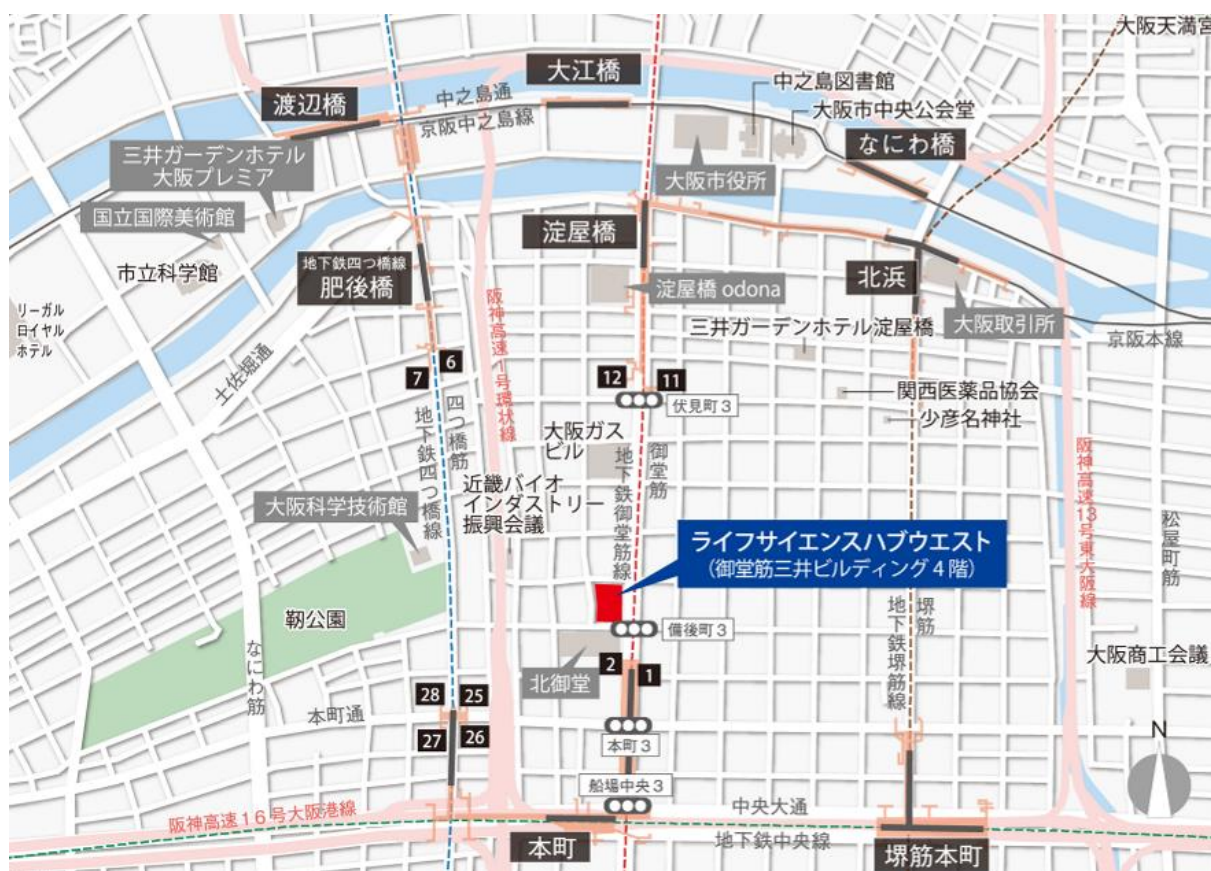 大阪天満宮
大江橋
中之島図書館
渡辺橋
中之島通
京阪中之島線
大阪市中央公会堂
三井ガーデンホテル
大阪プレミア
なにわ橋
大阪市役所
国立国際美術館
淀屋橋
市立科学館
地下鉄四つ橋線
肥後橋
北浜
淀屋橋 odona
大阪取引所
リーガル
ロイヤル
ホテル
阪神高速1号環状線
三井ガーデンホテル淀屋橋
京阪本線
土佐堀通
7
6
12
11
関西医薬品協会
伏見町3
少彦名神社
四つ橋筋
地下鉄四つ橋線
大阪ガス
ビル
御堂筋
地下鉄御堂筋線
阪神高速13号東大阪線
近畿バイオ
インダストリー
振興会議
大阪科学技術館
松屋町筋
ライフサイエンスハブウエスト
(御堂筋三井ビルディング4階)
靭公園
備後町3
堺筋
地下鉄堺筋線
なにわ筋
2
1
北御堂
大阪商工会議
28
25
本町通
27
26
本町3
N
船場中央3
阪神高速16号大阪港線
中央大通
本町
地下鉄中央線
堺筋本町